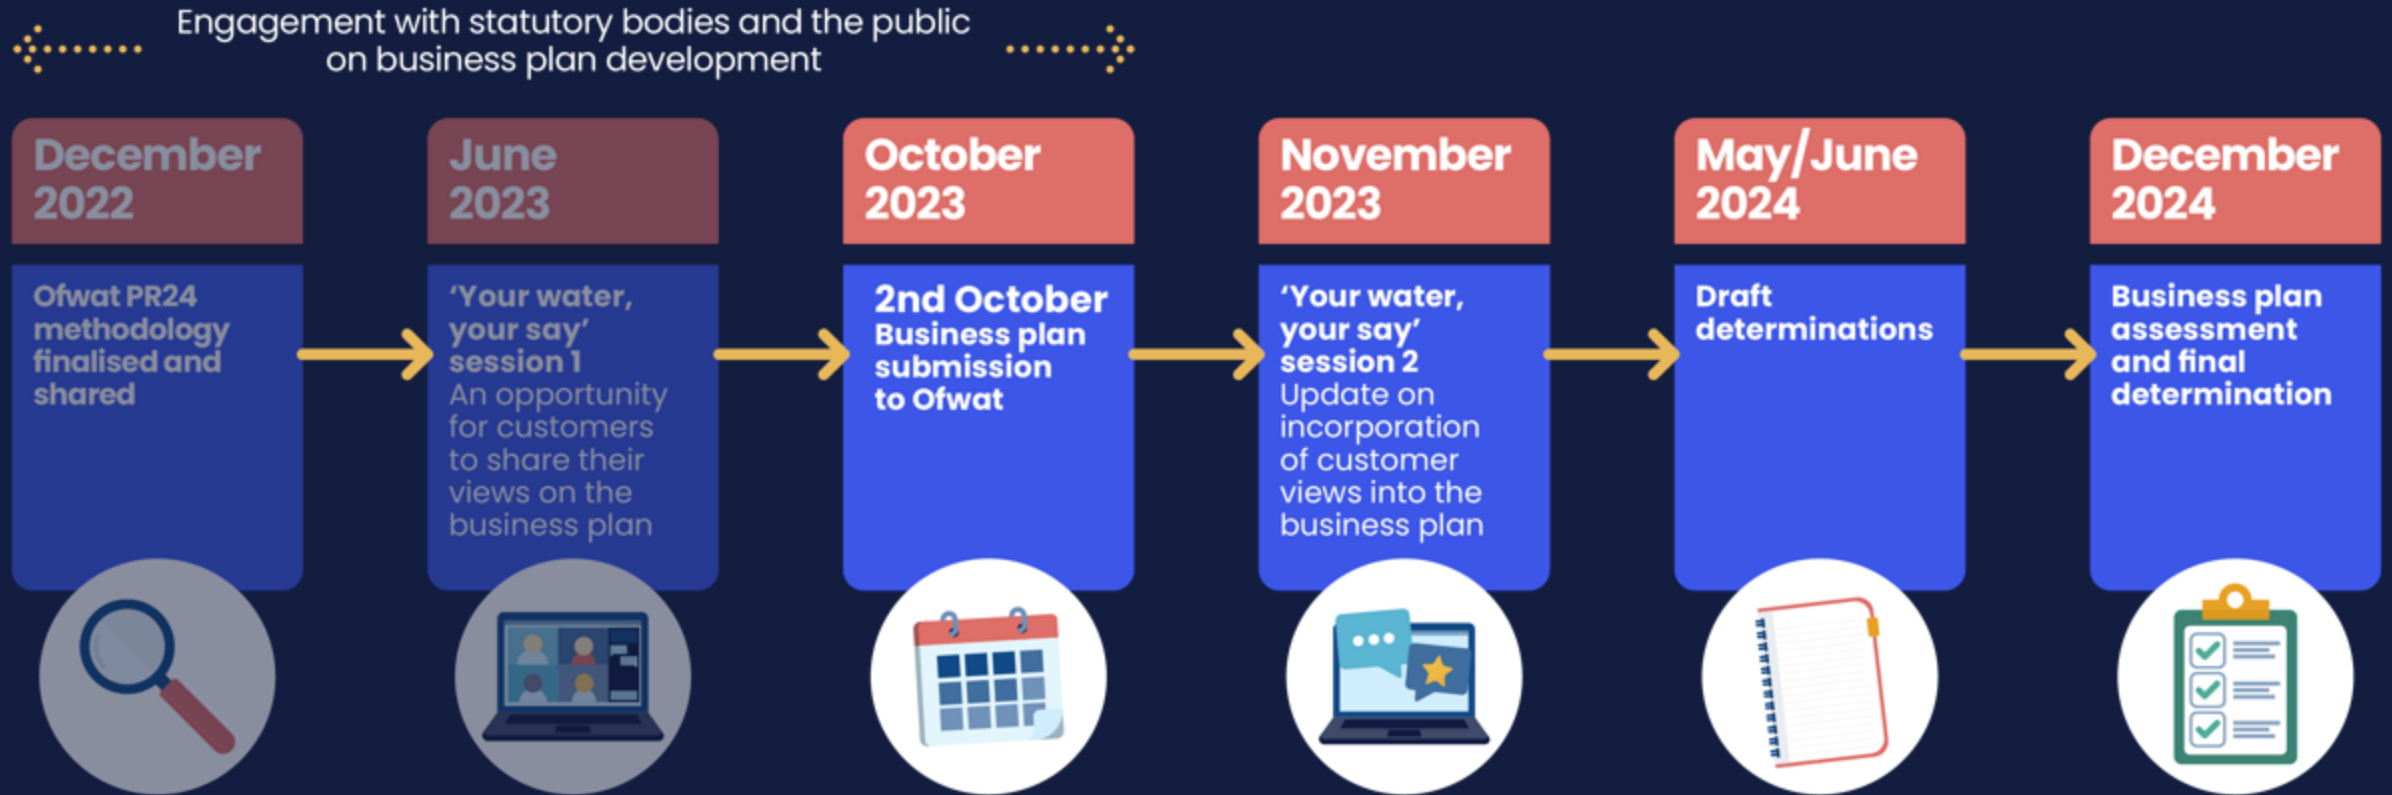 Engagement with statutory bodies and the public
on business plan development
December
2022
Ofwat PR24
methodology
finalised and
shared
June
2023
‘Your water,
your say’
session 1
An opportunity
for customers
to share their
views on the
business plan
October
2023
2nd October
Business plan
submission
to Ofwat
November
2023
‘Your water,
your say’
session 2
Update on
incorporation
of customer
views into the
business plan
May/June
2024
Draft
determinations
December
2024
Business plan
assessment
and final
determination